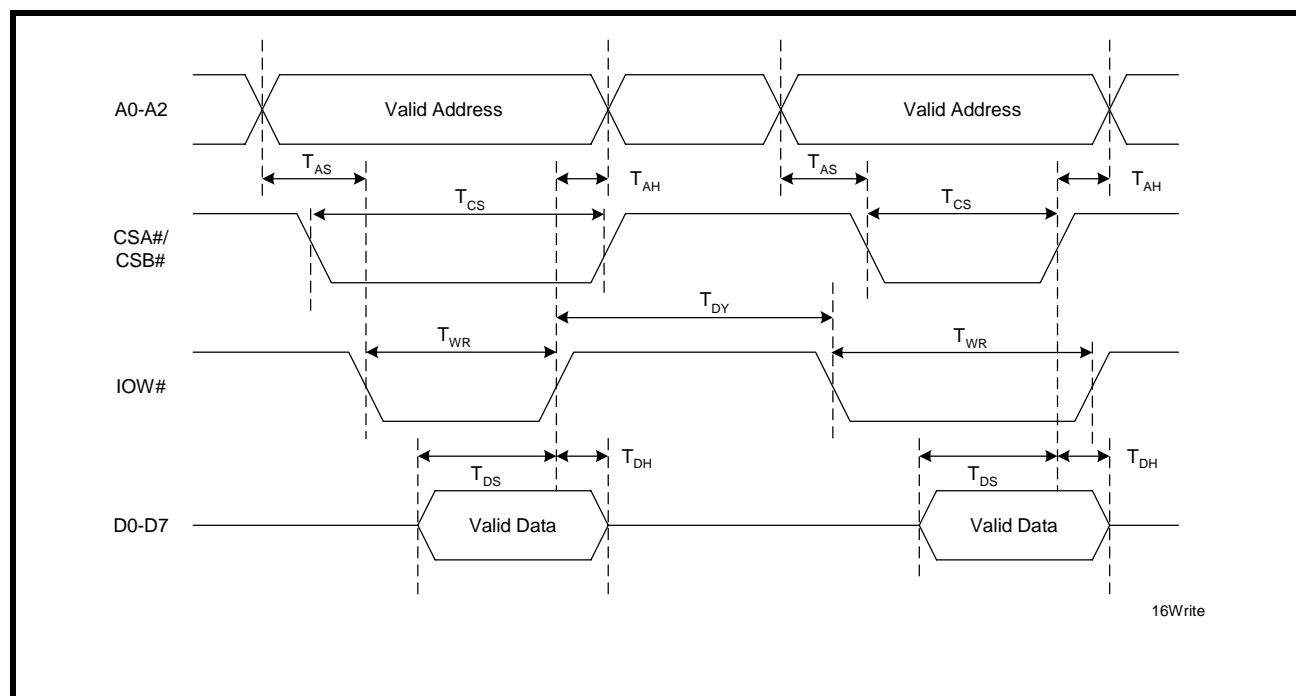 A0-A2
Valid Address
Valid Address
TAS
TAH
TAS
TAH
TCS
TCS
CSA#/
CSB#
TDY
TWR
TWR
IOW#
TDS
TDH
TDS
TDH
D0-D7
Valid Data
Valid Data
16Write